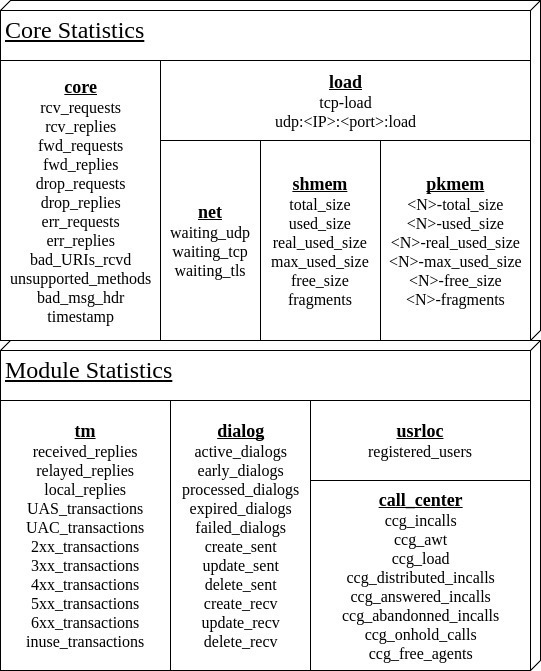 Core Statistics
core
rcv_requests
rcv_replies
fwd_requests
fwd_replies
drop_requests
drop_replies
err_requests
err_replies
bad_URIs_rcvd
unsupported_methods
bad_msg_hdr
timestamp
load
tcp-load
udp:<IP>:<port>:load
net
waiting_udp
waiting_tcp
waiting_tls
shmem
total_size
used_size
real_used_size
max_used_size
free_size
fragments
pkmem
<N>-total_size
<N>-used_size
<N>-real_used_size
<N>-max_used_size
<N>-free_size
<N>-fragments
Module Statistics
tm
received_replies
relayed_replies
local_replies
UAS_transactions
UAC_transactions
2xx_transactions
3xx_transactions
4xx_transactions
5xx_transactions
6xx_transactions
inuse_transactions
dialog
active_dialogs
early_dialogs
processed_dialogs
expired_dialogs
failed_dialogs
create_sent
update_sent
delete_sent
create_recv
update_recv
delete_recv
usrloc
registered_users
call_center
ccg_incalls
ccg_awt
ccg_load
ccg_distributed_incalls
ccg_answered_incalls
ccg_abandonned_incalls
ccg_onhold_calls
ccg_free_agents